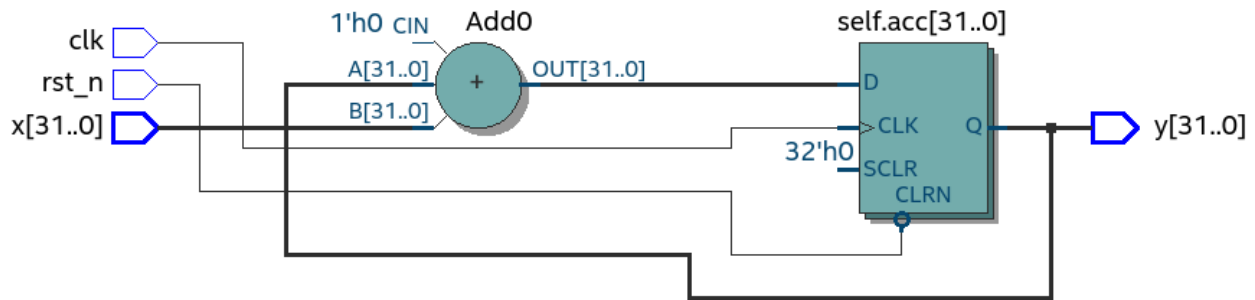 clk
rst_n
x[31..0]
1'h0 CIN
A[31..0]
B[31..0]
Add0
+
OUT[31..0]
self.acc[31..0]
D
CLK
32'h0
SCLR
CLRN
Q
y[31..0]